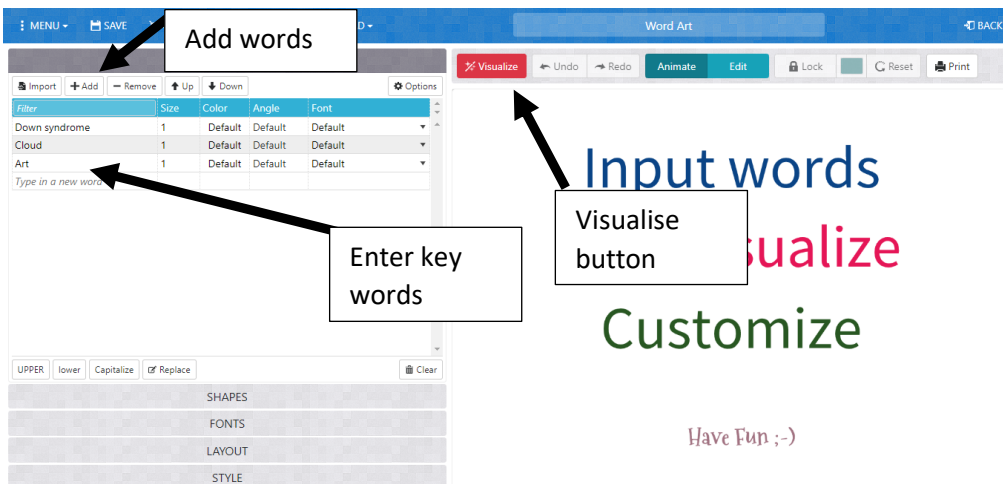 MENU
SAVE
D
Word Art
BACK
Add words
Import
Add
Remove
Up
Down
Options
Visualize
Undo
Redo
Animate
Edit
Lock
Reset
Print
Filter Size Color Angle Font
Down syndrome 1 Default Default Default
Cloud 1 Default Default Default
Art 1 Default Default Default
Type in a new word
Enter key
words
Input words
Visualise
button
sualize
Customize
Have Fun ;-)
UPPER
lower
Capitalize
Replace
Clear
SHAPES
FONTS
LAYOUT
STYLE